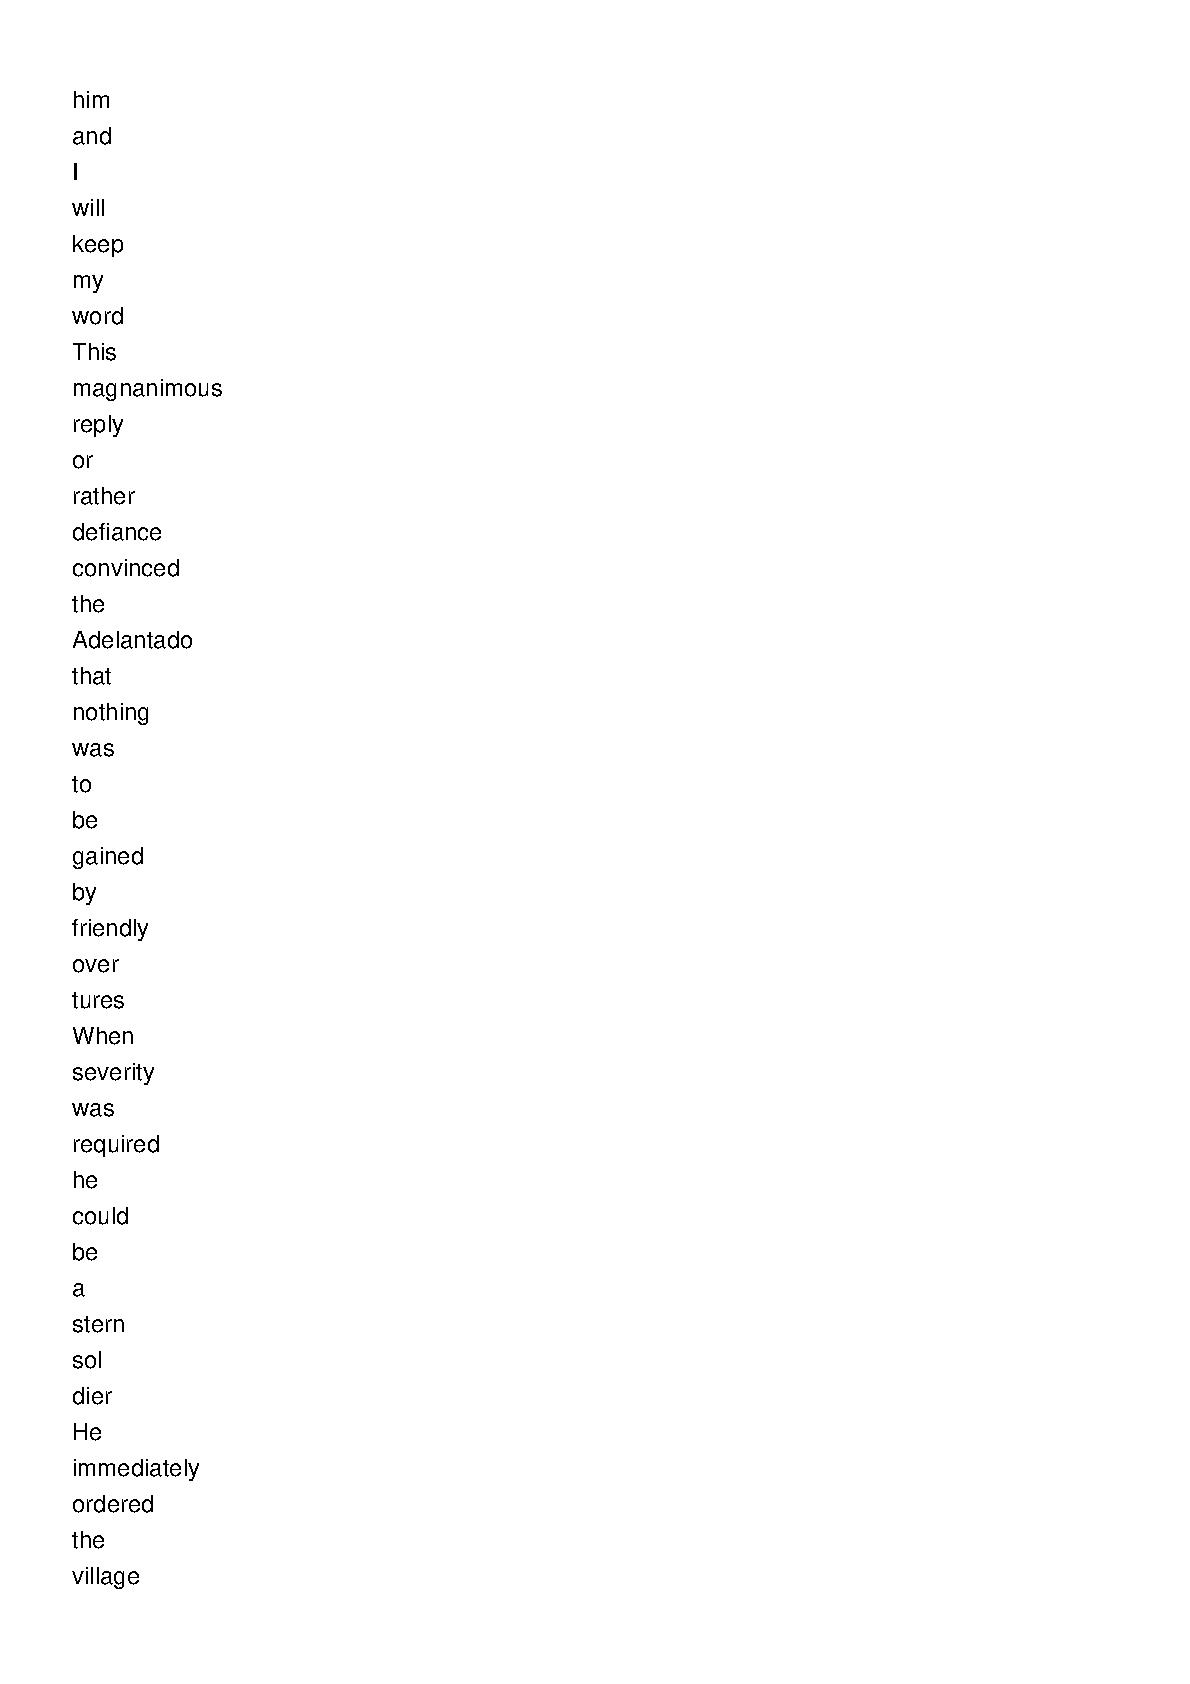 him
and
I
will
keep
my
word
This
magnanimous
reply
or
rather
defiance
convinced
the
Adelantado
that
nothing
was
to
be
gained
by
friendly
over
tures
When
severity
was
required
he
could
be
a
stern
sol
dier
He
immediately
ordered
the
village